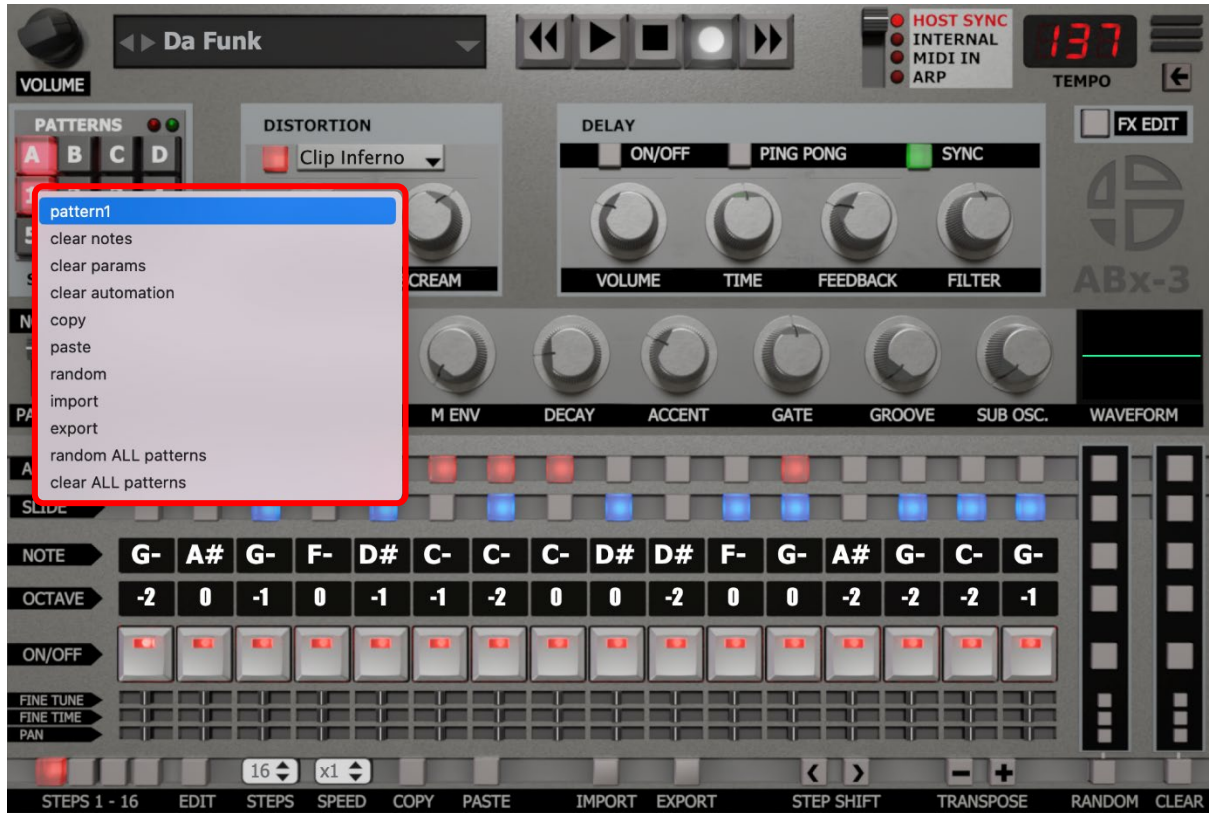 Da Funk
VOLUME
HOST SYNC
INTERNAL
MIDI IN
ARP
137
TEMPO
PATTERNS
A B C D
DISTORTION
Clip Inferno
DELAY
ON/OFF PING PONG SYNC
FX EDIT
VOLUME TIME FEEDBACK FILTER
ABx-3
pattern1
clear notes
clear params
clear automation
copy
paste
random
import
export
random ALL patterns
clear ALL patterns
DECAY ACCENT GATE GROOVE SUB OSC. WAVEFORM
SLIDE
NOTE G- A# G- F- D# C- C- C- D# D# F- G- A# G- C- G-
OCTAVE -2 0 -1 0 -1 -1 -2 0 0 -2 0 0 -2 -2 -2 -1
ON/OFF
FINE TUNE
FINE TIME
PAN
16 x1
STEPS 1 - 16 EDIT STEPS SPEED COPY PASTE IMPORT EXPORT STEP SHIFT TRANSPOSE RANDOM CLEAR